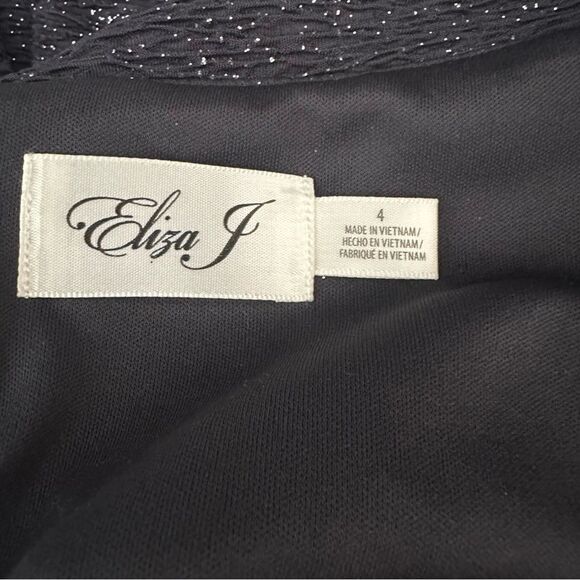 Eliza J
4
MADE IN VIETNAM/
HECHO EN VIETNAM/
FABRIQUÉ EN VIETNAM